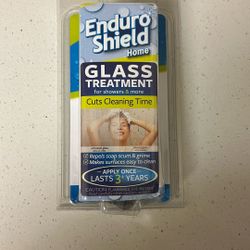 Enduro
Shield
Home
GLASS
TREATMENT
for showers & more
Cuts Cleaning Time
Repels soap scum & grime
Makes surfaces easy to clean
APPLY ONCE
LASTS 3+ YEARS